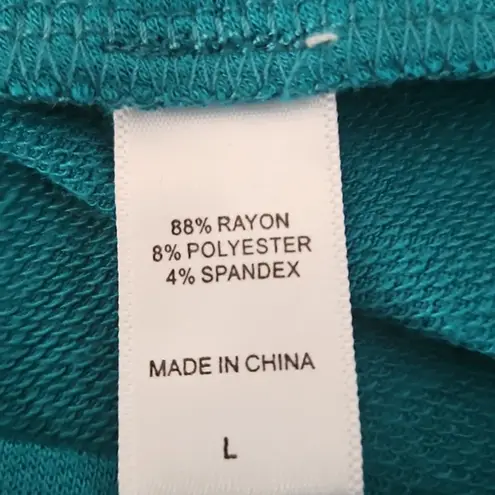 88% RAYON
8% POLYESTER
4% SPANDEX
MADE IN CHINA
L